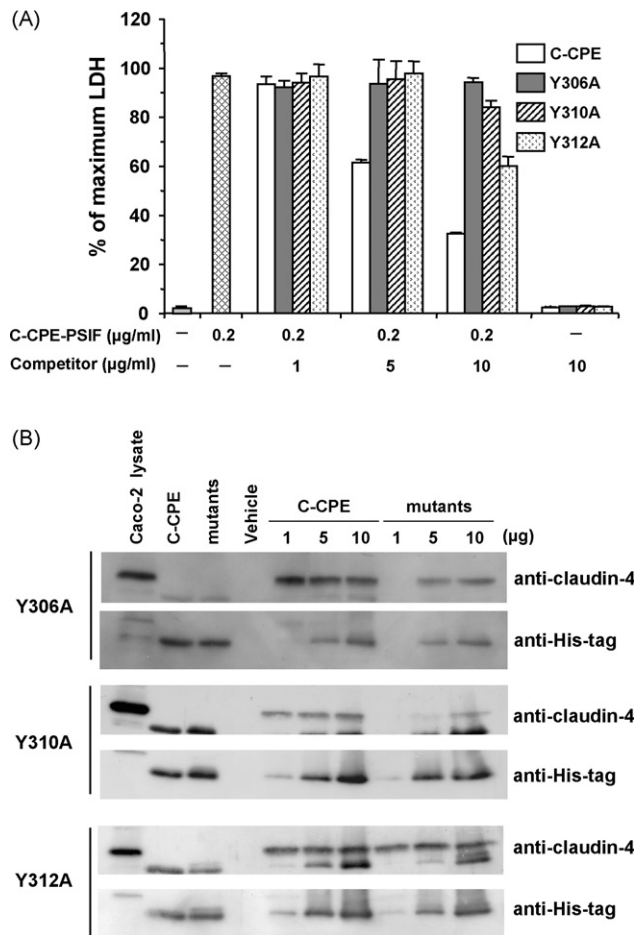 (A)
% of maximum LDH
120
100
80
60
40
20
0
C-CPE
Y306A
Y310A
Y312A
C-CPE-PSIF (µg/ml) – 0.2 0.2 0.2 0.2 –
Competitor (µg/ml) – – 1 5 10 10
(B)
Caco-2 lysate
C-CPE
mutants
Vehicle
C-CPE mutants
1 5 10 1 5 10 (µg)
Y306A
anti-claudin-4
anti-His-tag
Y310A
anti-claudin-4
anti-His-tag
Y312A
anti-claudin-4
anti-His-tag